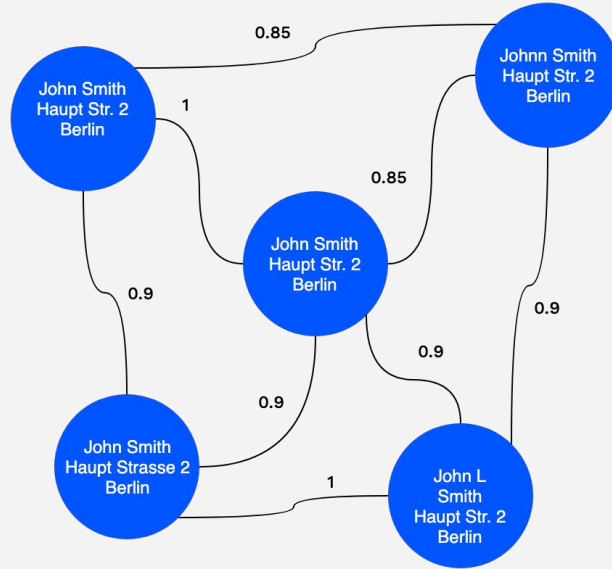 0.85
John Smith
Haupt Str. 2
Berlin
Johnn Smith
Haupt Str. 2
Berlin
1
0.85
John Smith
Haupt Str. 2
Berlin
0.9
0.9
0.9
0.9
John Smith
Haupt Strasse 2
Berlin
1
John L
Smith
Haupt Str. 2
Berlin